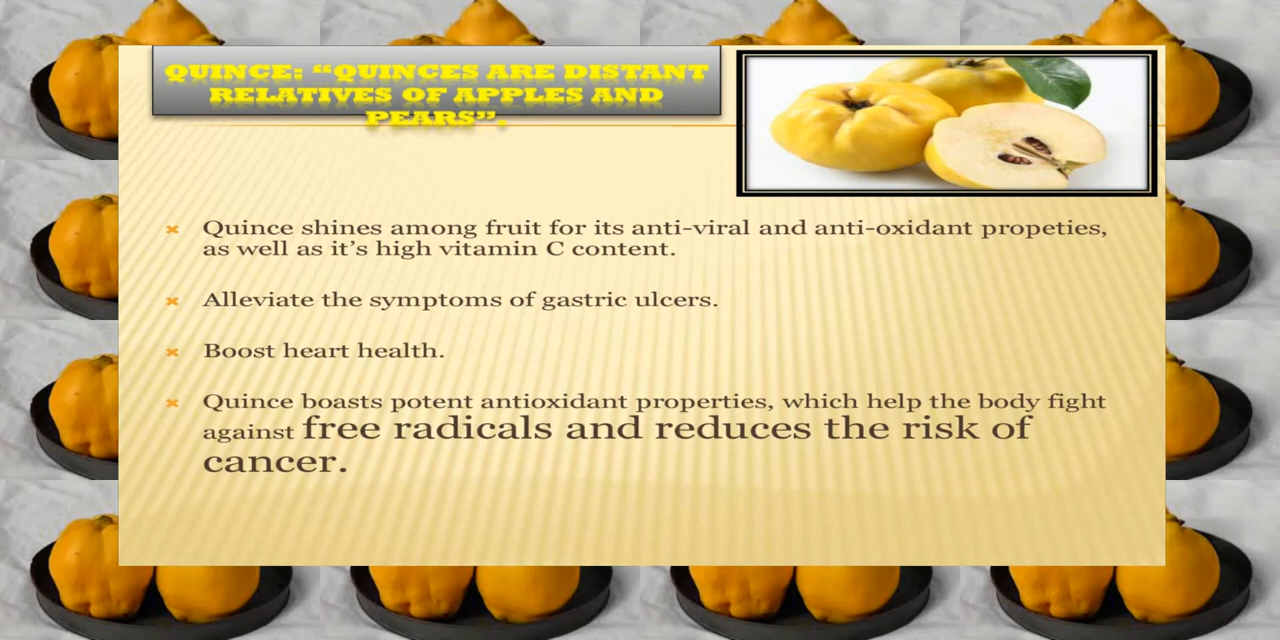 QUINCE: “QUINCES ARE DISTANT
RELATIVES OF APPLES AND
PEARS”.
Quince shines among fruit for its anti-viral and anti-oxidant propeties,
as well as it’s high vitamin C content.
Alleviate the symptoms of gastric ulcers.
Boost heart health.
Quince boasts potent antioxidant properties, which help the body fight
against free radicals and reduces the risk of
cancer.